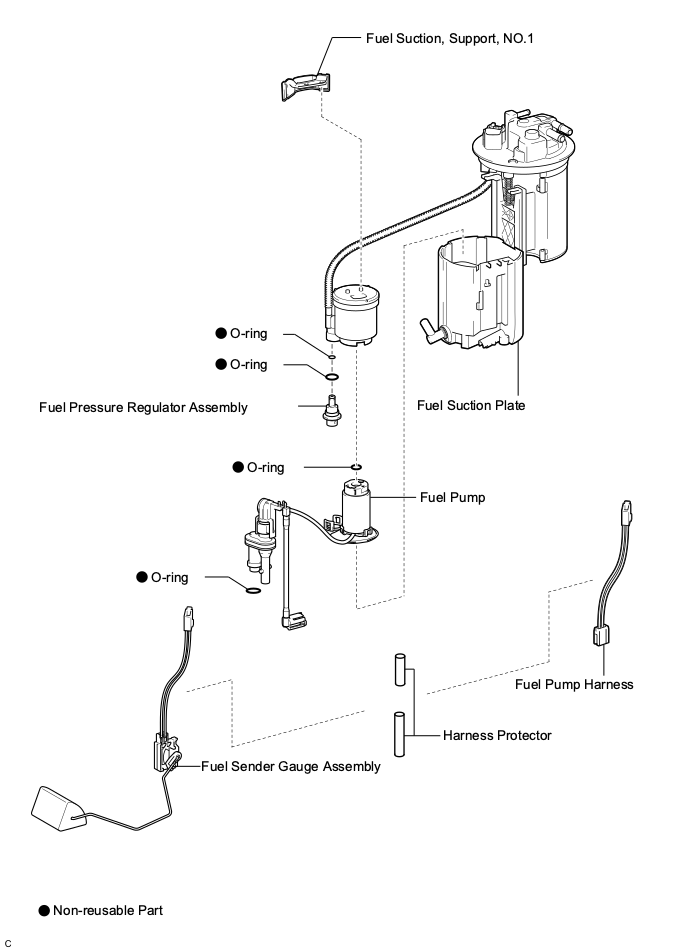 Fuel Suction, Support, NO.1
● O-ring
● O-ring
Fuel Pressure Regulator Assembly
Fuel Suction Plate
● O-ring
Fuel Pump
● O-ring
Fuel Pump Harness
Harness Protector
Fuel Sender Gauge Assembly
● Non-reusable Part
C